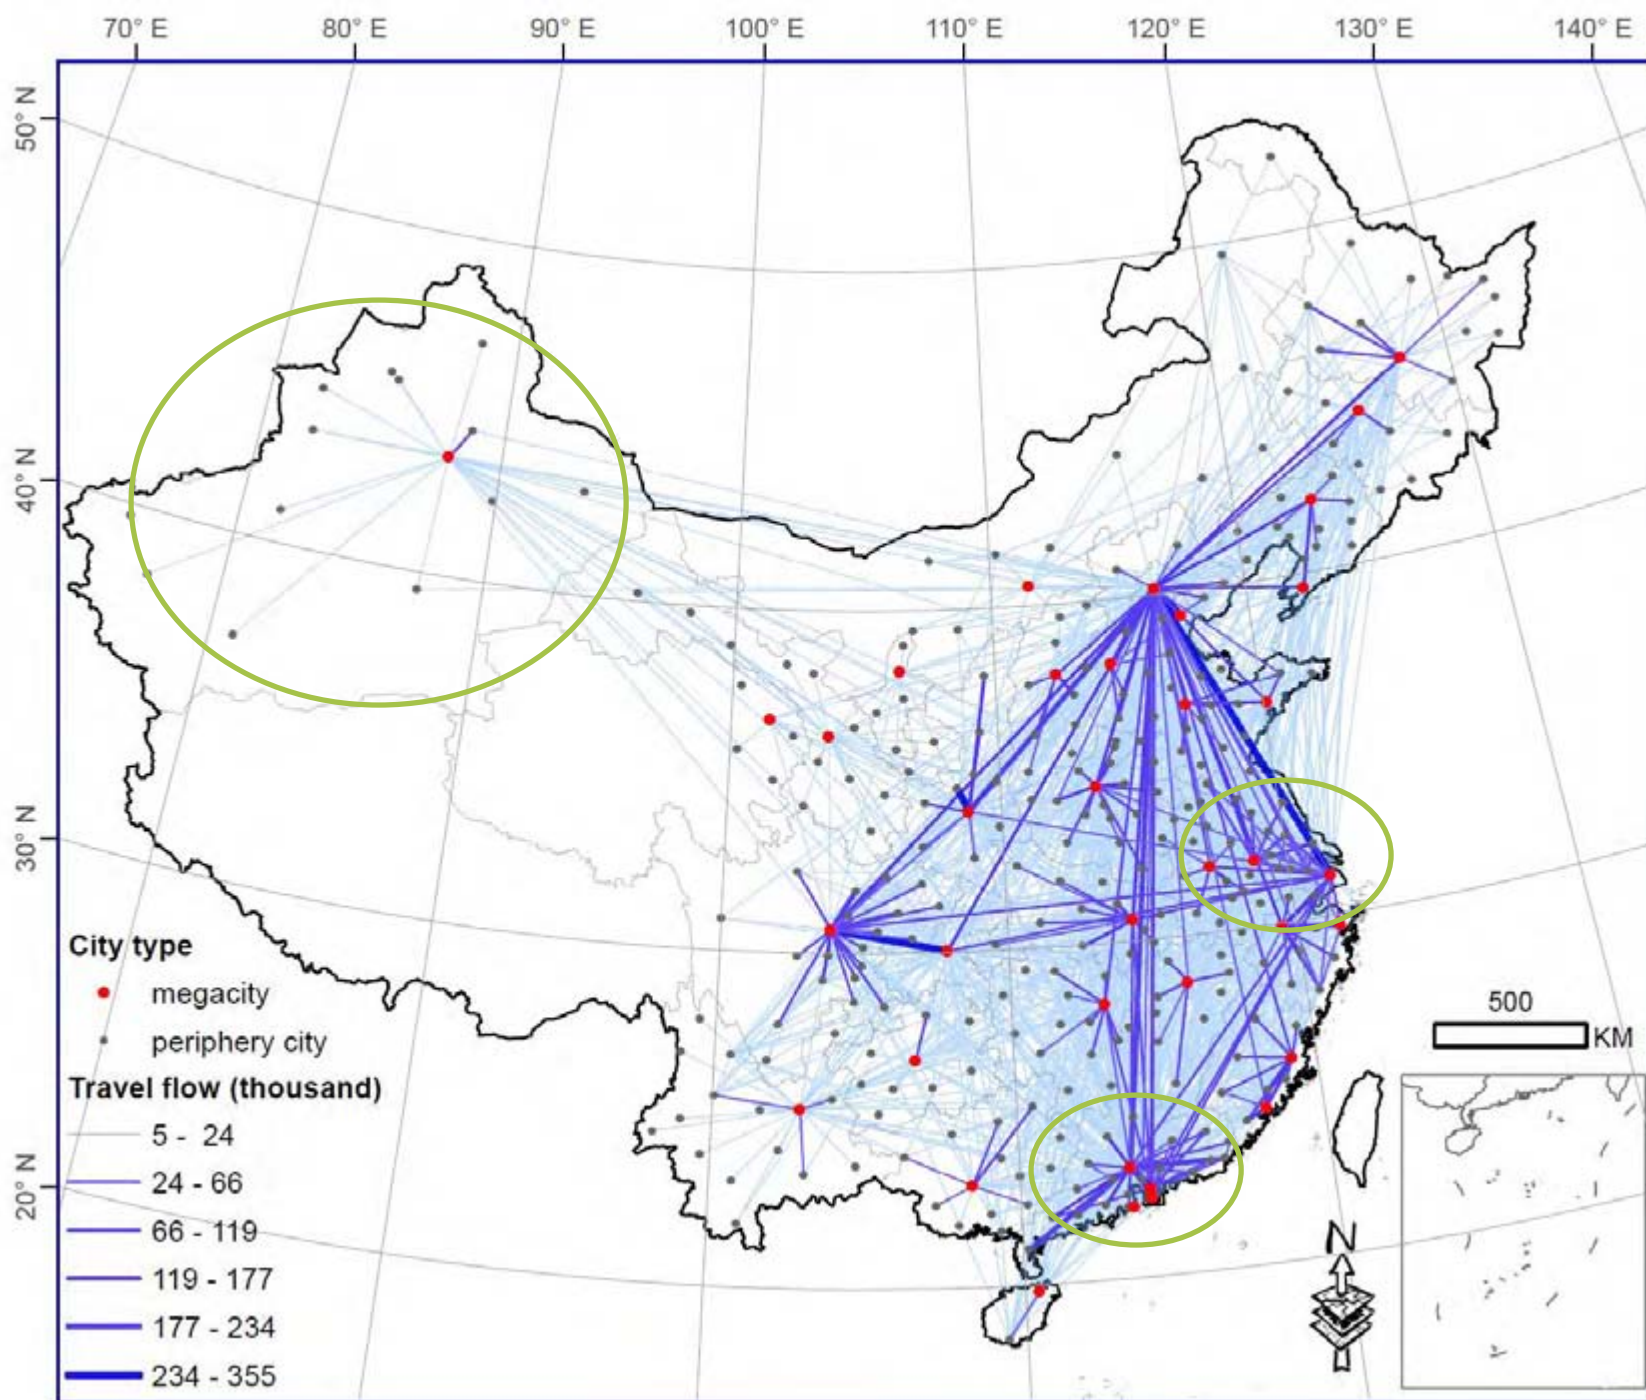 70° E 80° E 90° E 100° E 110° E 120° E 130° E 140° E
50° N
40° N
30° N
20° N
City type
megacity
periphery city
Travel flow (thousand)
5 - 24
24 - 66
66 - 119
119 - 177
177 - 234
234 - 355
500
KM
N